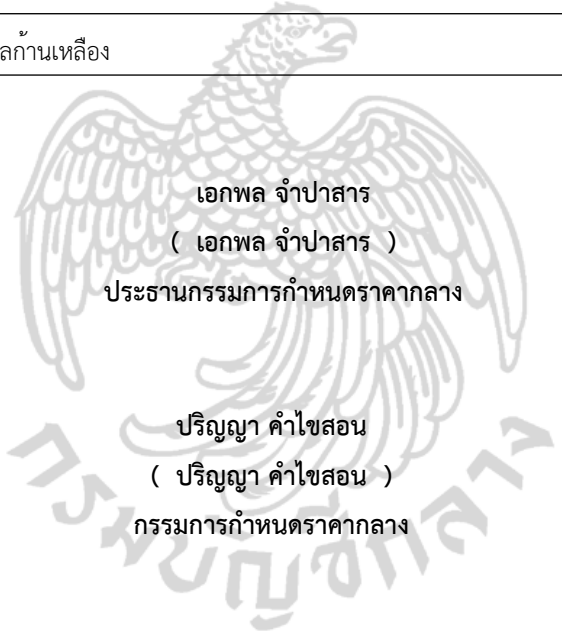 ลก้านเหลือง
เอกพล จำปาสาร
( เอกพล จำปาสาร )
ประธานกรรมการกำหนดราคากลาง
ปริญญา คำไขสอน
( ปริญญา คำไขสอน )
กรรมการกำหนดราคากลาง
กรมบัญชีกลาง